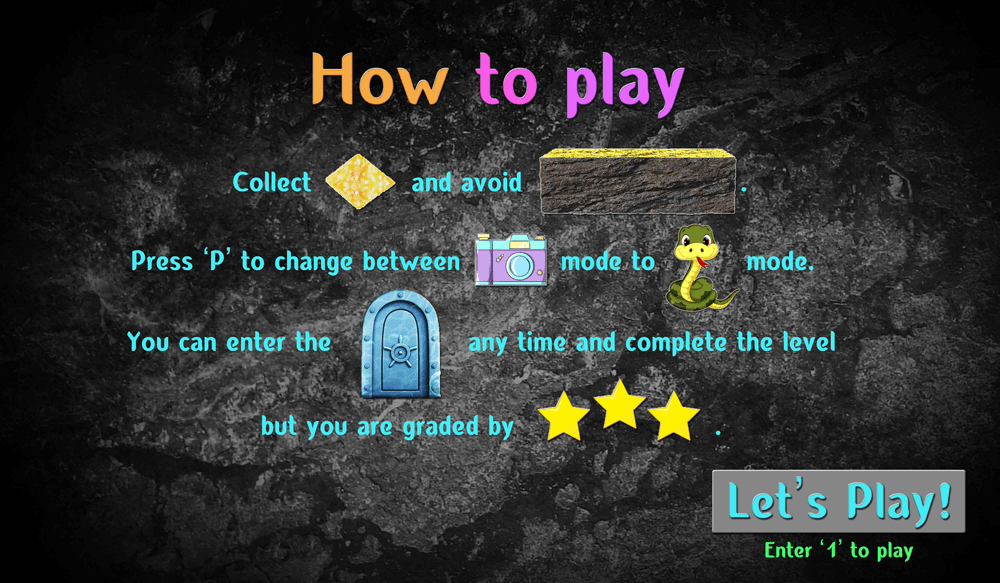 How to play
Collect and avoid .
Press ‘P’ to change between mode to mode.
You can enter the any time and complete the level
but you are graded by .
Let’s Play!
Enter ‘1’ to play